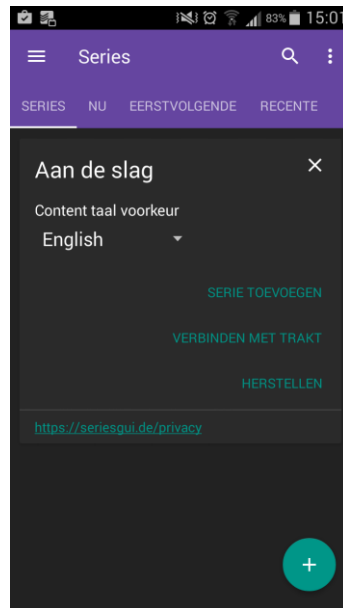 83% 15:01
Series
SERIES NU EERSTVOLGENDE RECENTE
Aan de slag
Content taal voorkeur
English
SERIE TOEVOEGEN
VERBINDEN MET TRAKT
HERSTELLEN
https://seriesgui.de/privacy